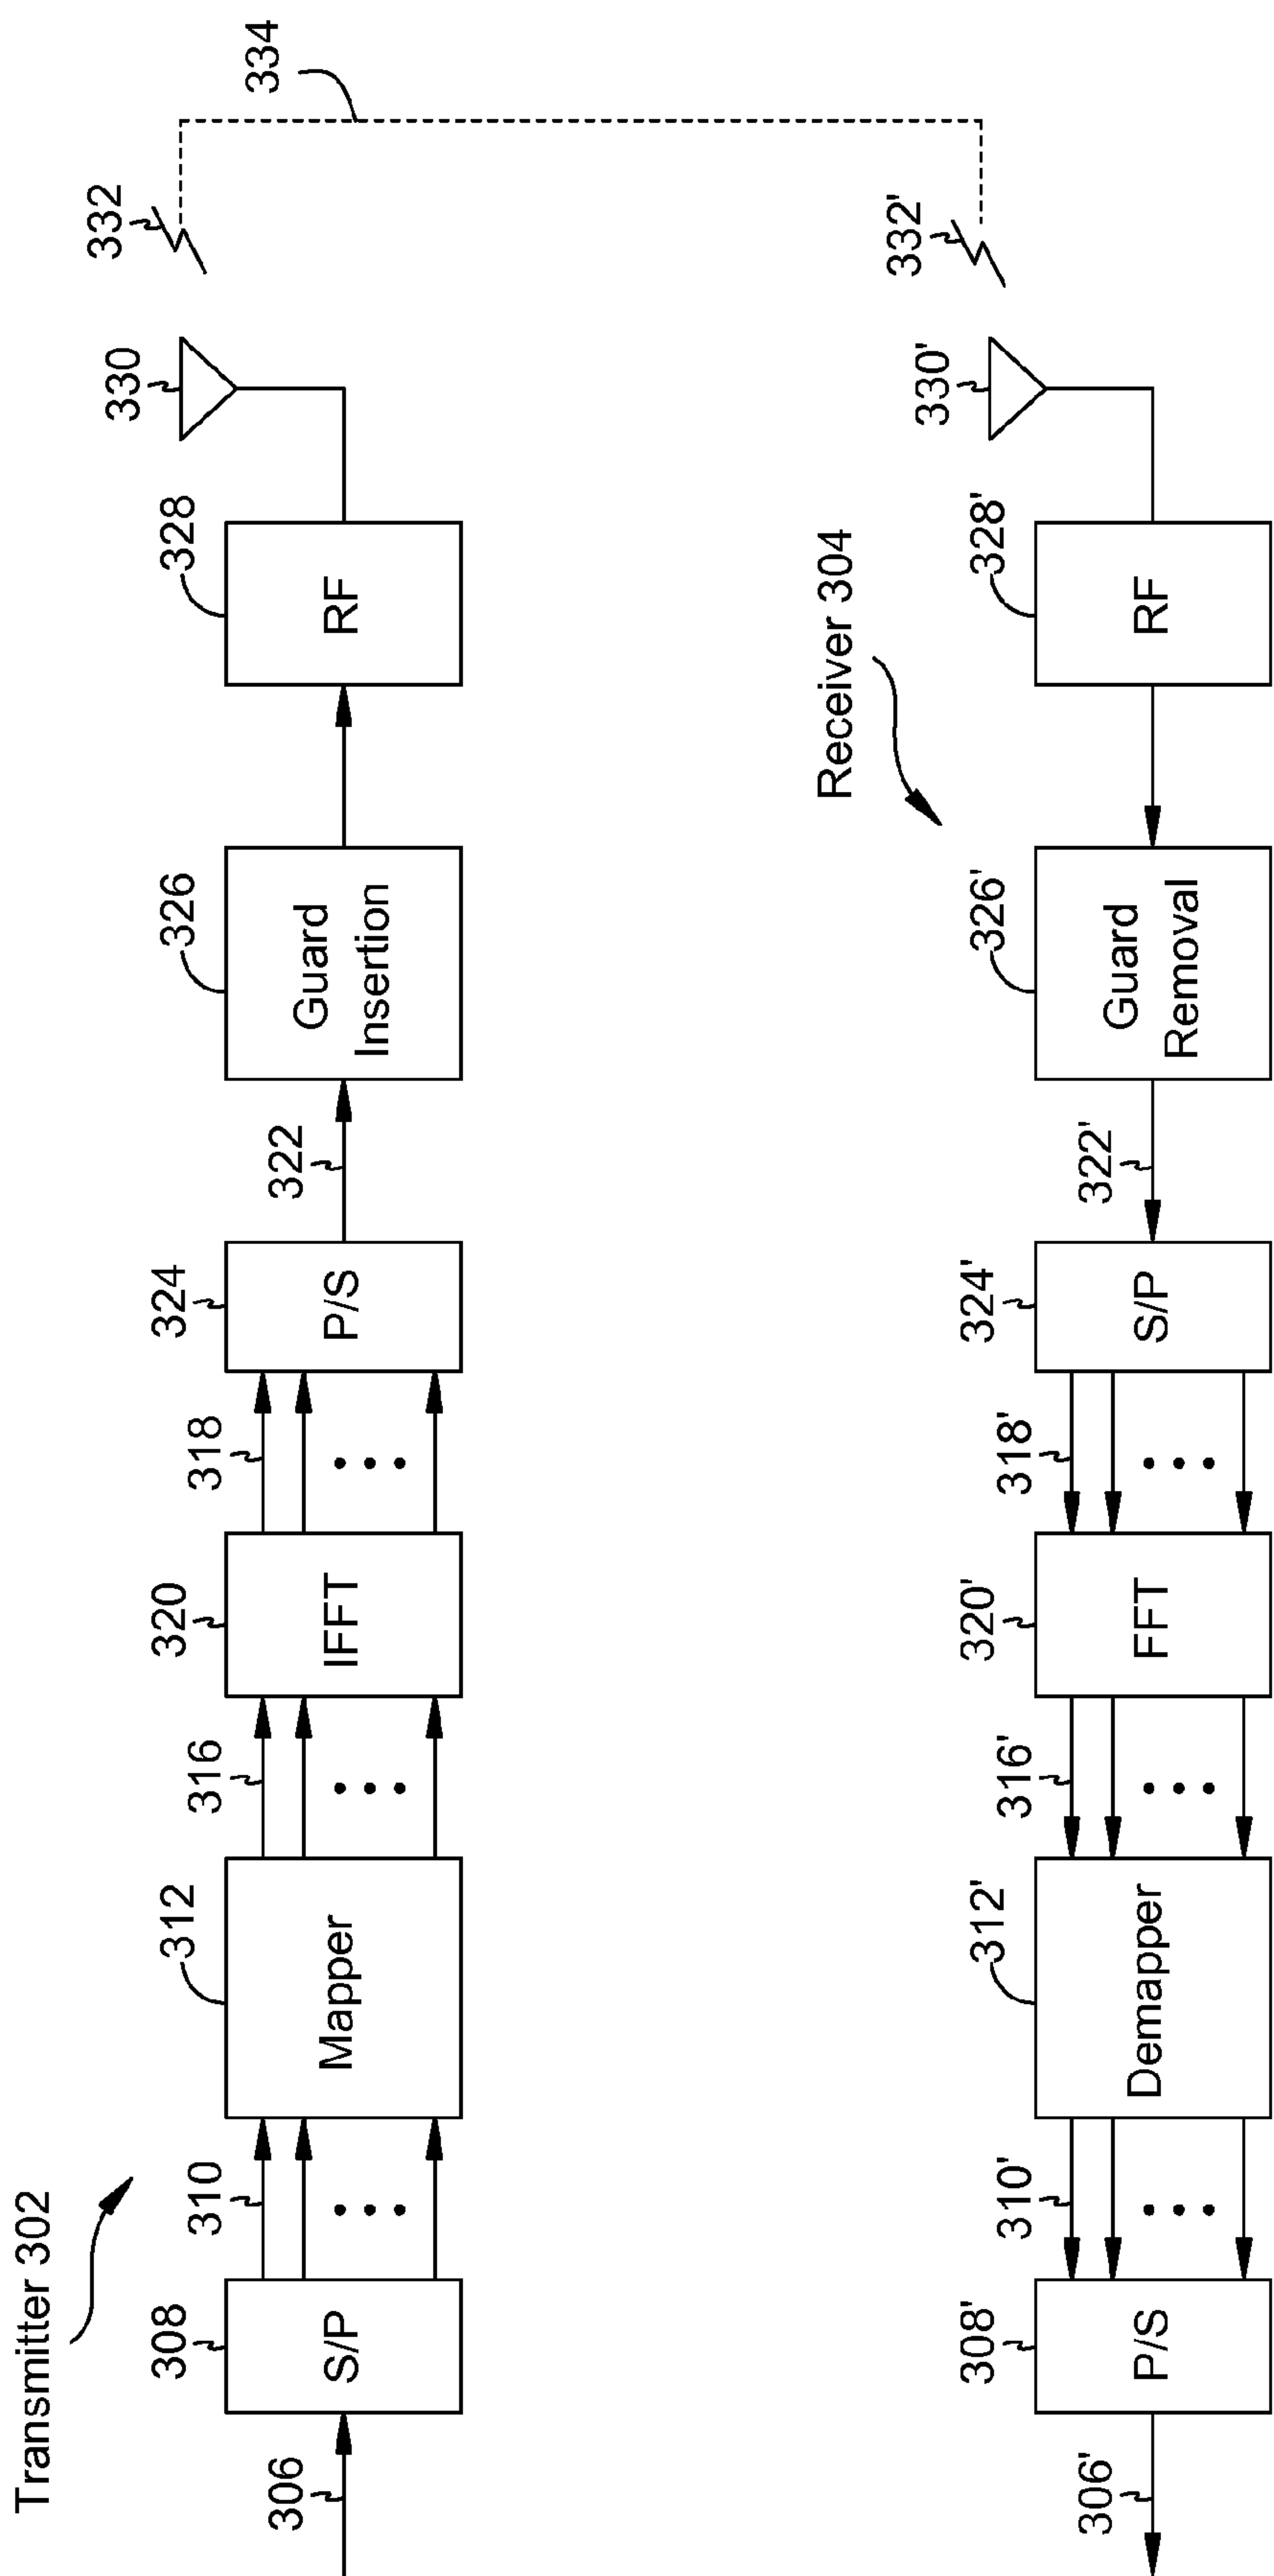 Transmitter 302
306
308
S/P
310
312
Mapper
316
320
IFFT
318
324
P/S
322
326
Guard
Insertion
328
RF
330
332
334
Receiver 304
306'
308'
P/S
310'
312'
Demapper
316'
320'
FFT
318'
324'
S/P
322'
326'
Guard
Removal
328'
RF
330'
332'